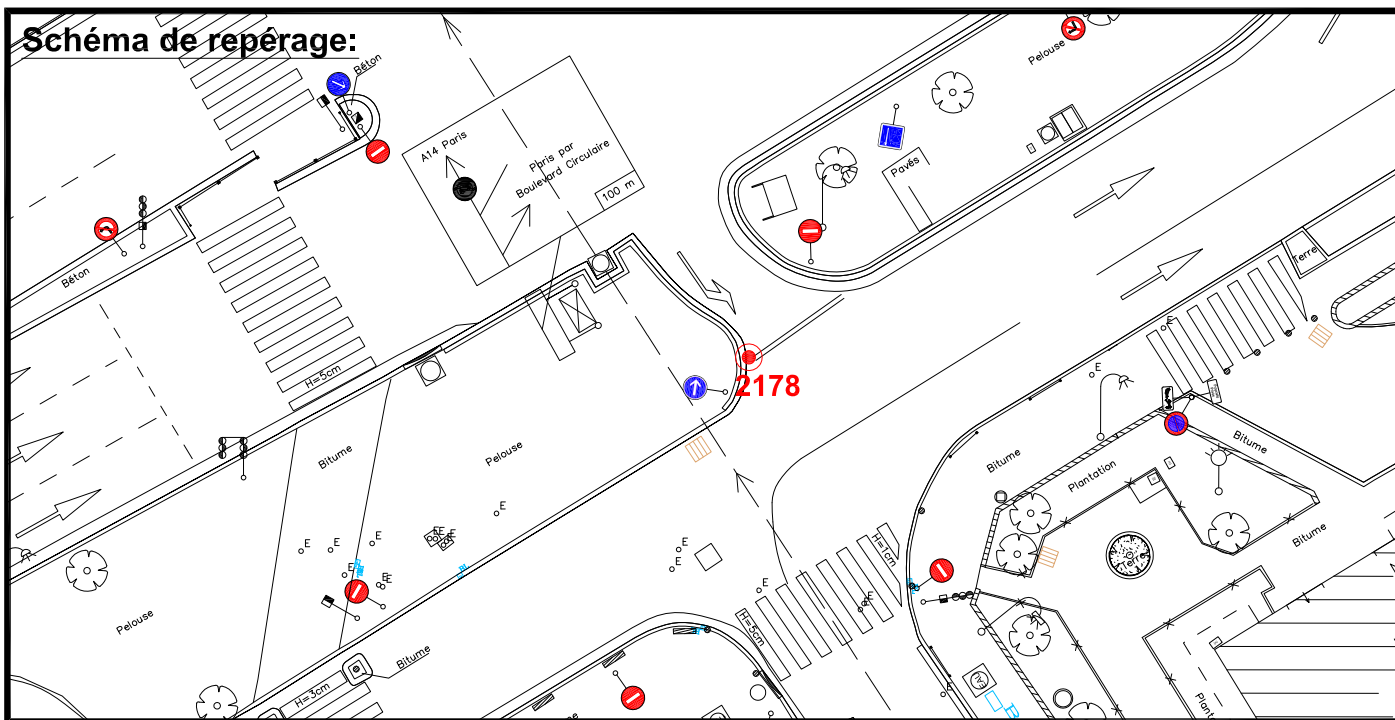 Schéma de repérage:
Béton
Pelouse
A14 Paris
Paris par
Boulevard Circulaire
100 m
Pavés
Béton
Terre
H=5cm
E
2178
E
Bitume
Pelouse
Bitume
Bitume
Plantation
E
E
E
E
E
E
E
E
E
E
E
E
E
H=1cm
Terre
Bitume
Pelouse
H=5cm
Bitume
H=3cm
E
EAU